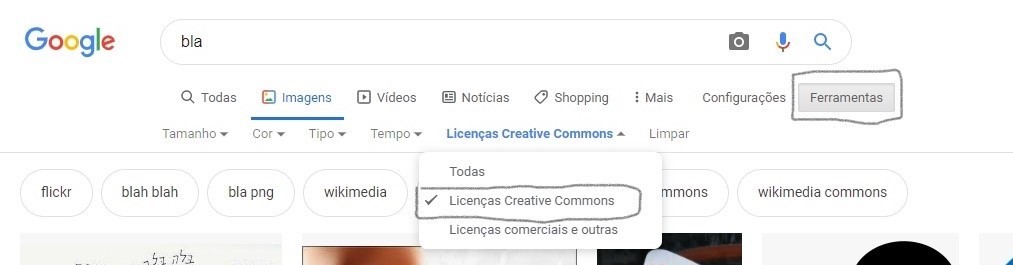 Google bla
Todas Imagens Vídeos Notícias Shopping Mais Configurações Ferramentas
Tamanho Cor Tipo Tempo Licenças Creative Commons Limpar
Todas
flickr blah blah bla png wikimedia Licenças Creative Commons mmons wikimedia commons
Licenças comerciais e outras